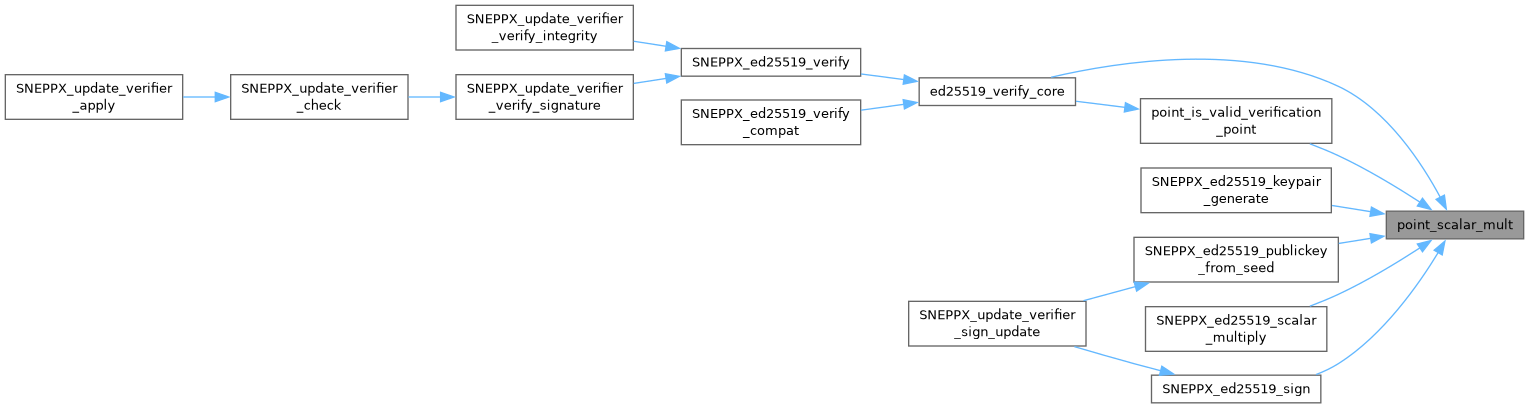 SNEPPX_update_verifier
_verify_integrity
SNEPPX_ed25519_verify
SNEPPX_update_verifier
_apply
SNEPPX_update_verifier
_check
SNEPPX_update_verifier
_verify_signature
ed25519_verify_core
SNEPPX_ed25519_verify
_compat
point_is_valid_verification
_point
SNEPPX_ed25519_keypair
_generate
point_scalar_mult
SNEPPX_ed25519_publickey
_from_seed
SNEPPX_update_verifier
_sign_update
SNEPPX_ed25519_scalar
_multiply
SNEPPX_ed25519_sign